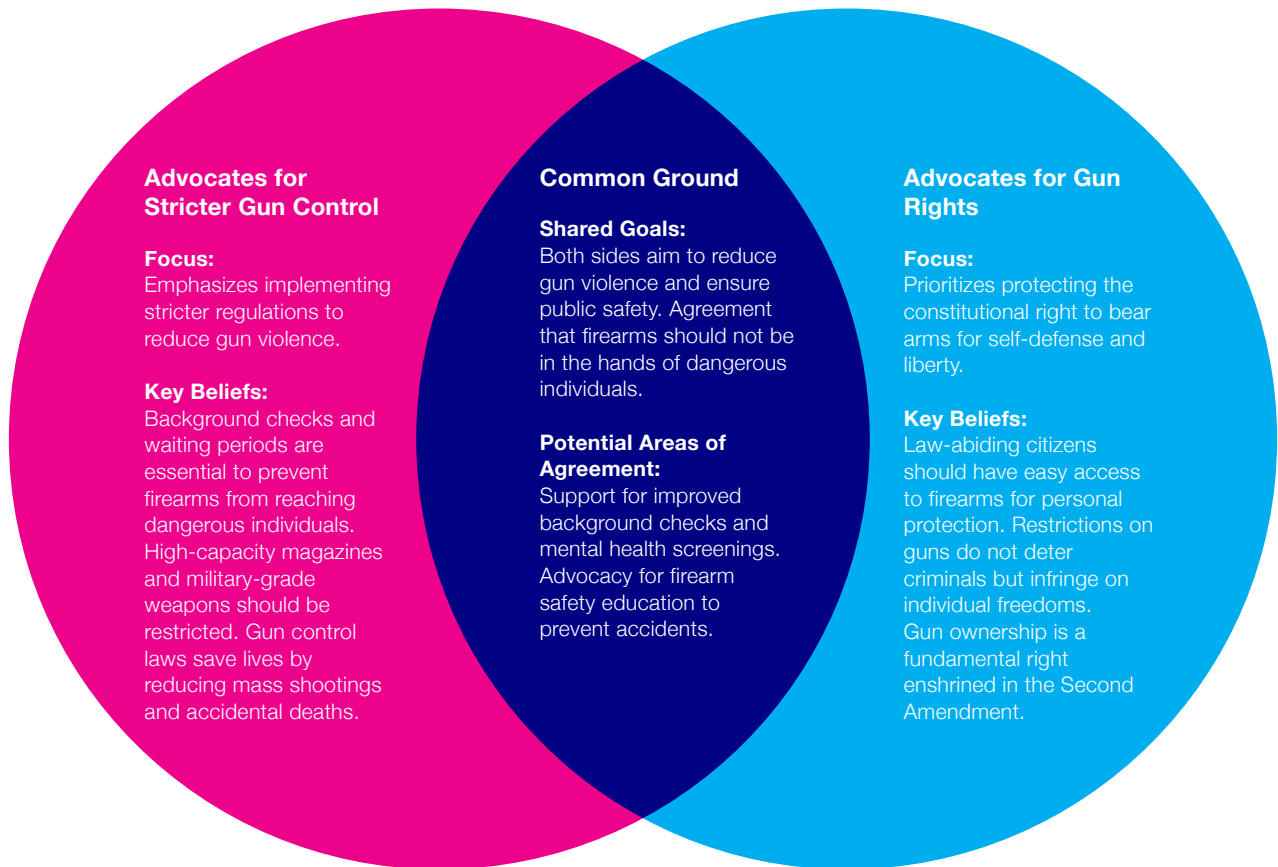 Advocates for
Stricter Gun Control
Focus:
Emphasizes implementing
stricter regulations to
reduce gun violence.
Key Beliefs:
Background checks and
waiting periods are
essential to prevent
firearms from reaching
dangerous individuals.
High-capacity magazines
and military-grade
weapons should be
restricted. Gun control
laws save lives by
reducing mass shootings
and accidental deaths.
Common Ground
Shared Goals:
Both sides aim to reduce
gun violence and ensure
public safety. Agreement
that firearms should not be
in the hands of dangerous
individuals.
Potential Areas of
Agreement:
Support for improved
background checks and
mental health screenings.
Advocacy for firearm
safety education to
prevent accidents.
Advocates for Gun
Rights
Focus:
Prioritizes protecting the
constitutional right to bear
arms for self-defense and
liberty.
Key Beliefs:
Law-abiding citizens
should have easy access
to firearms for personal
protection. Restrictions on
guns do not deter
criminals but infringe on
individual freedoms.
Gun ownership is a
fundamental right
enshrined in the Second
Amendment.